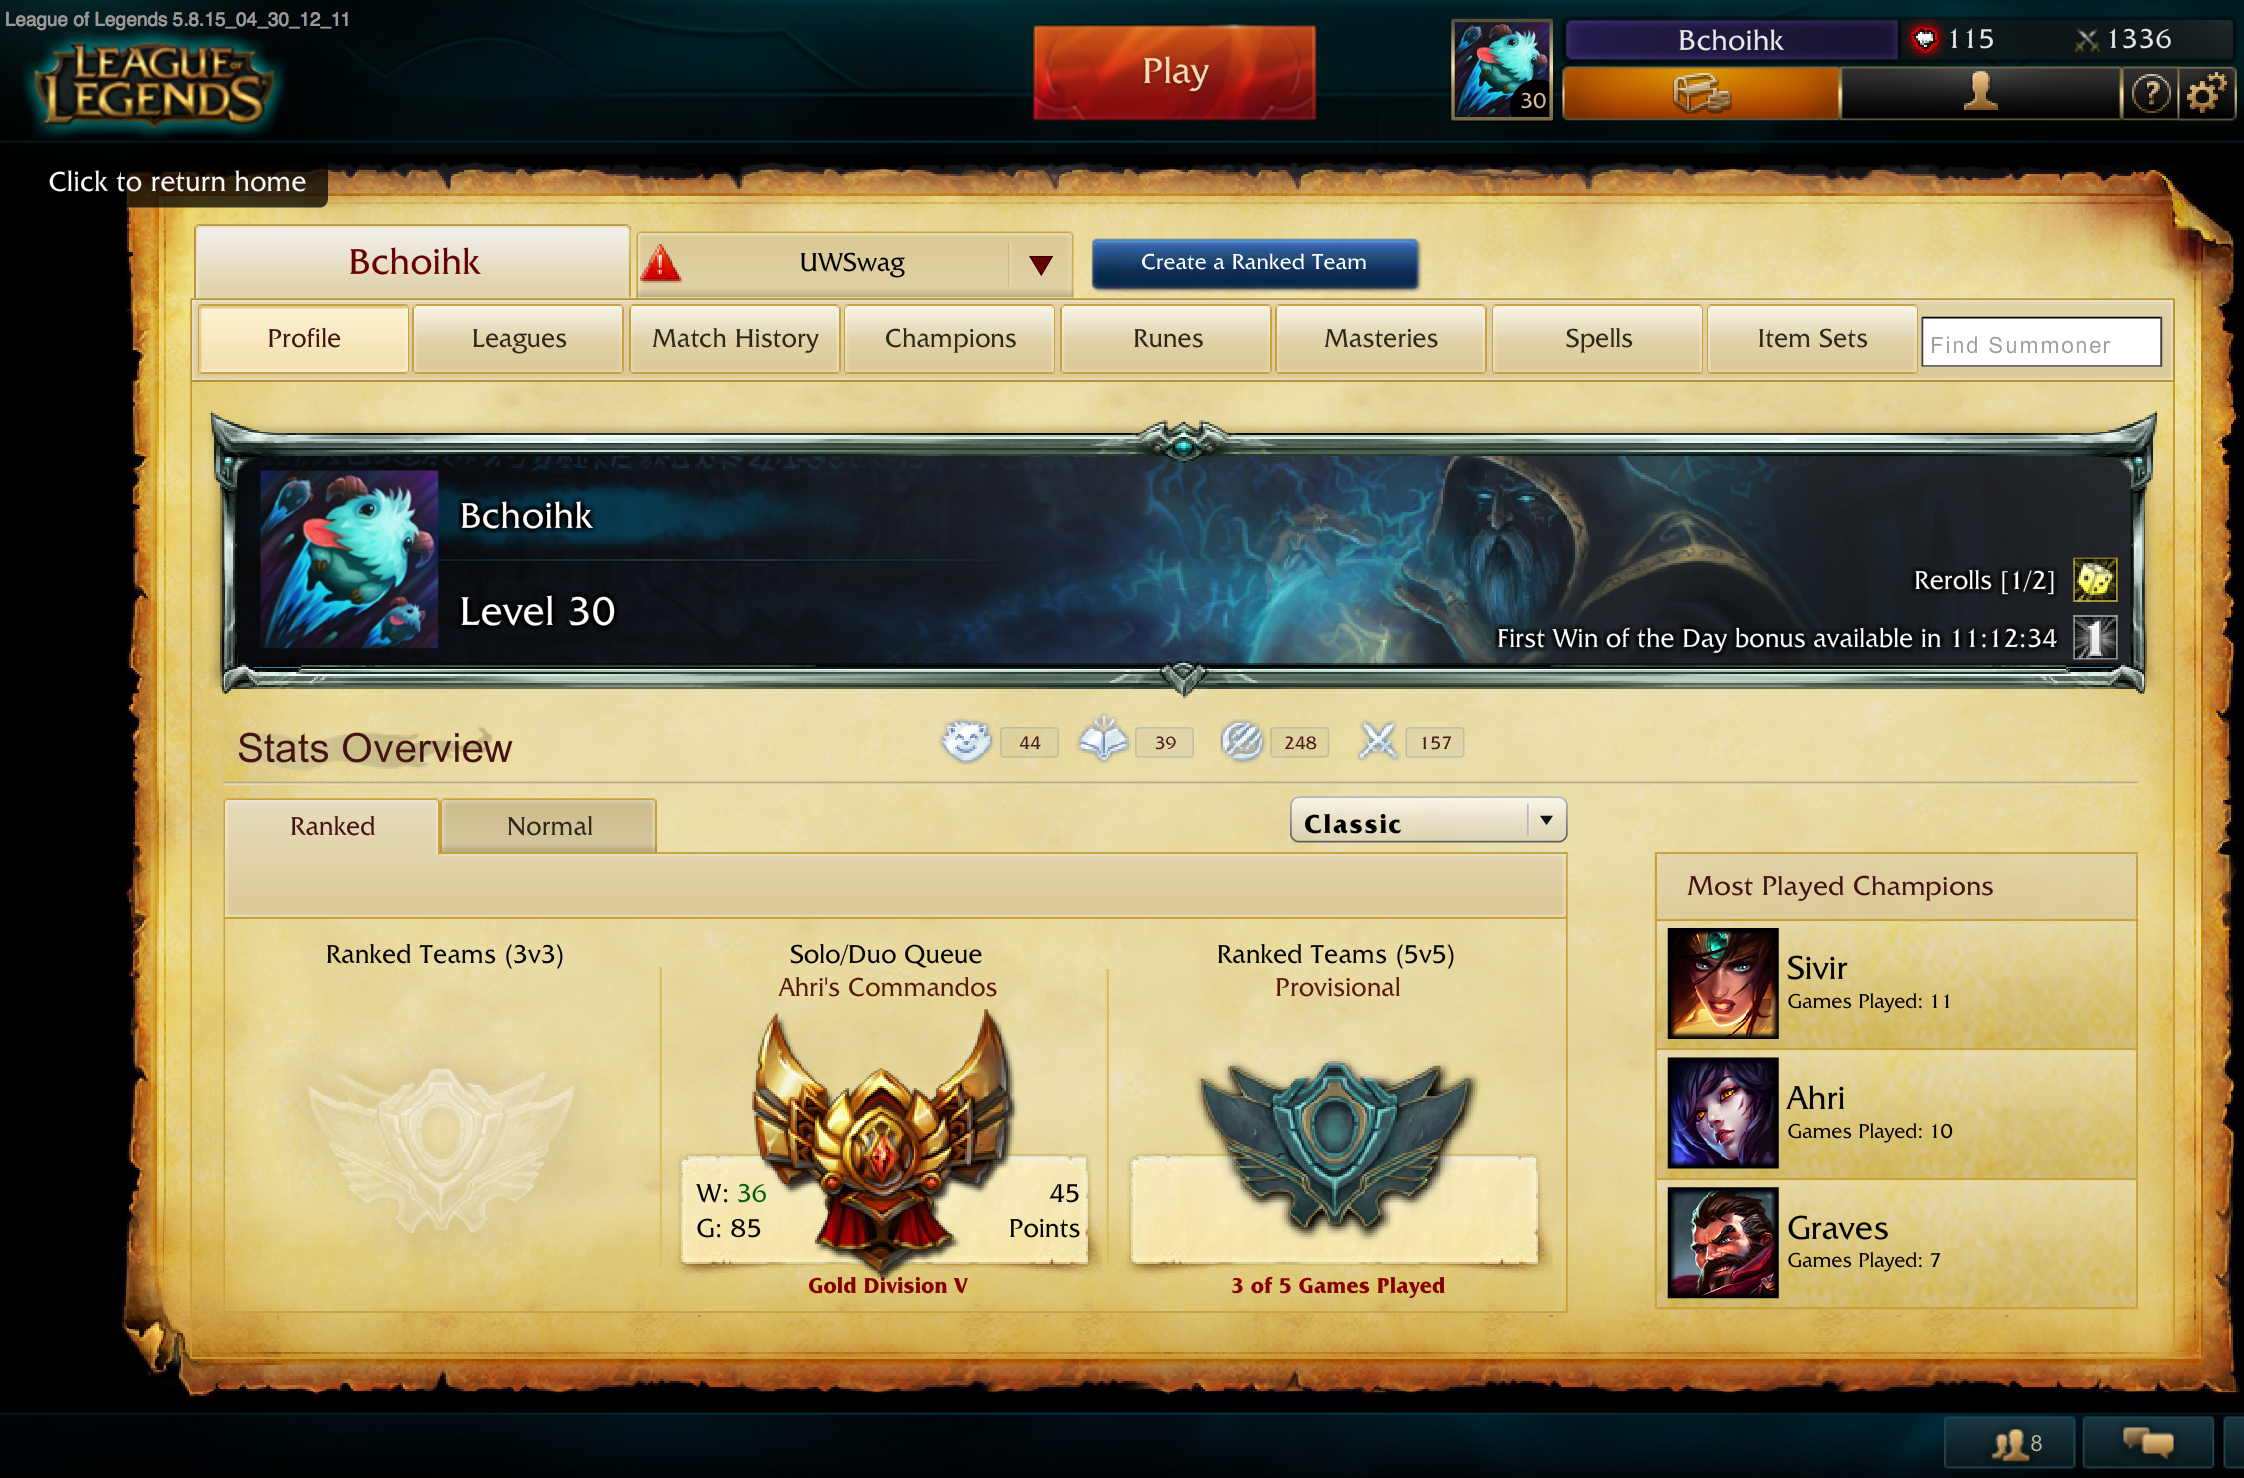 League of Legends 5.8.15_04_30_12_11
LEAGUE OF LEGENDS
Play
30
Bchoihk
115
1336
?
Click to return home
Bchoihk
!
UWSwag
Create a Ranked Team
Profile
Leagues
Match History
Champions
Runes
Masteries
Spells
Item Sets
Find Summoner
Bchoihk
Level 30
Rerolls [1/2]
First Win of the Day bonus available in 11:12:34
1
Stats Overview
44
39
248
157
Ranked
Normal
Classic
Ranked Teams (3v3)
Solo/Duo Queue
Ahri's Commandos
W: 36
G: 85
45
Points
Gold Division V
Ranked Teams (5v5)
Provisional
3 of 5 Games Played
Most Played Champions
Sivir
Games Played: 11
Ahri
Games Played: 10
Graves
Games Played: 7
8